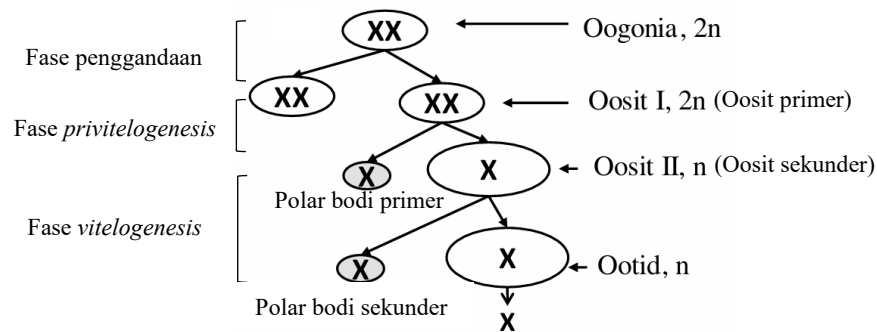 XX
Oogonia, 2n
Fase penggandaan
XX
XX
Oosit I, 2n (Oosit primer)
Fase privitelogenesis
X
X
Oosit II, n (Oosit sekunder)
Polar bodi primer
Fase vitelogenesis
X
X
Ootid, n
Polar bodi sekunder
X